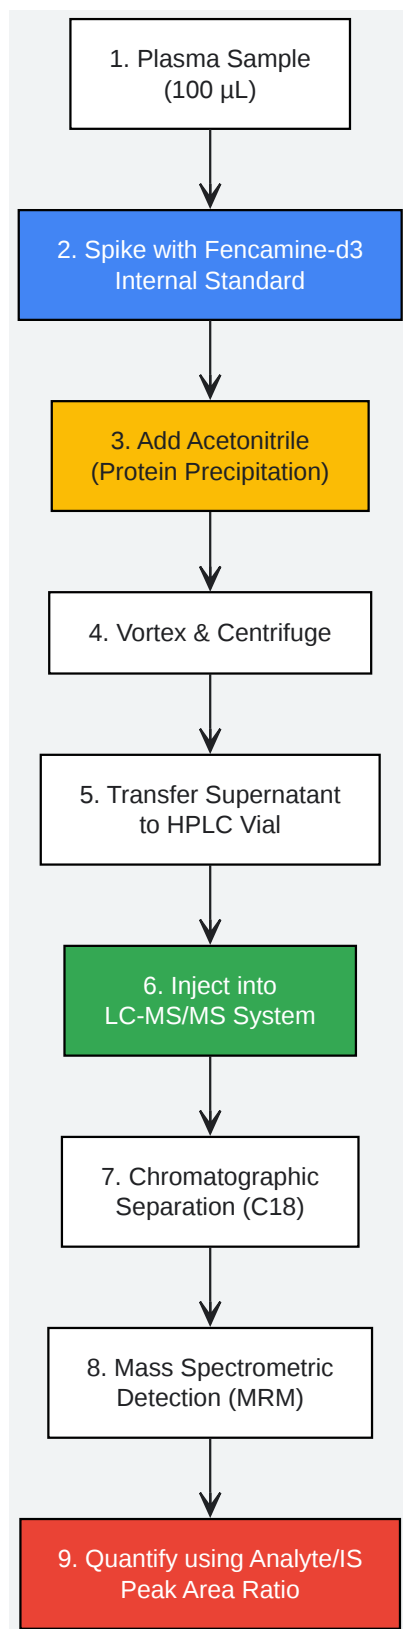 1. Plasma Sample
(100 µL)
2. Spike with Fencamine-d3
Internal Standard
3. Add Acetonitrile
(Protein Precipitation)
4. Vortex & Centrifuge
5. Transfer Supernatant
to HPLC Vial
6. Inject into
LC-MS/MS System
7. Chromatographic
Separation (C18)
8. Mass Spectrometric
Detection (MRM)
9. Quantify using Analyte/IS
Peak Area Ratio